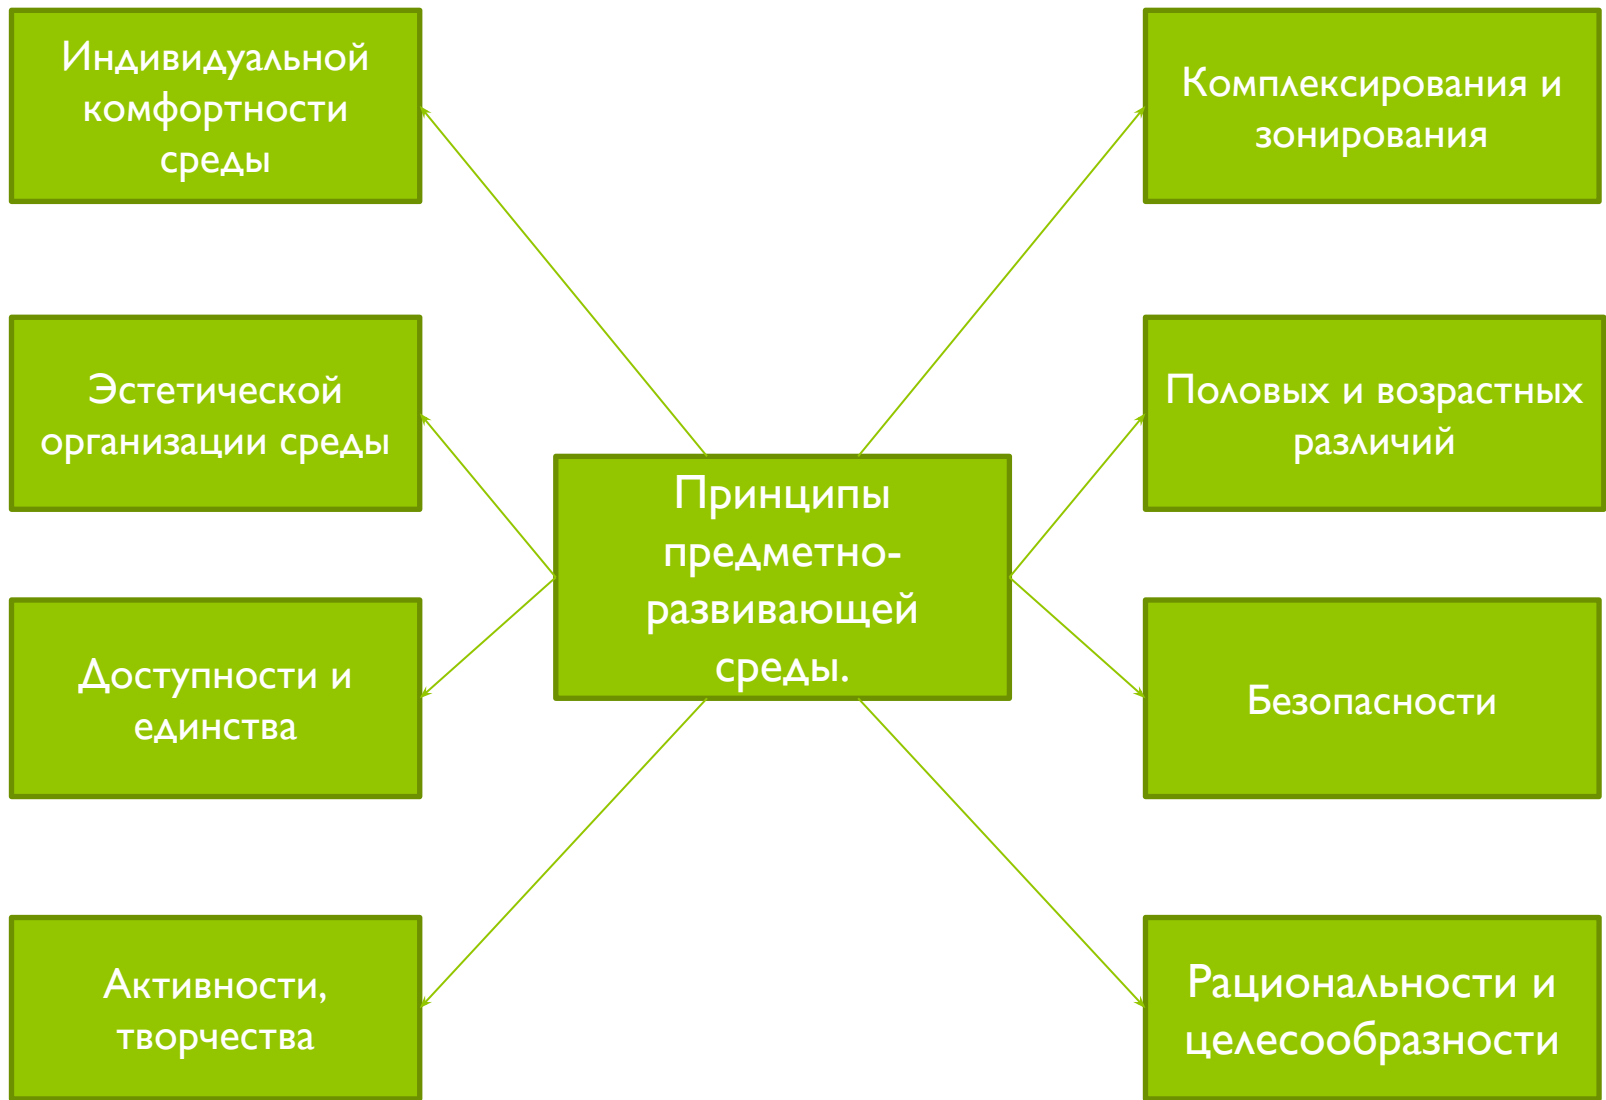 Индивидуальной
комфортности
среды
Комплексирования и
зонирования
Эстетической
организации среды
Половых и возрастных
различий
Принципы
предметно-
развивающей
среды.
Доступности и
единства
Безопасности
Активности,
творчества
Рациональности и
целесообразности